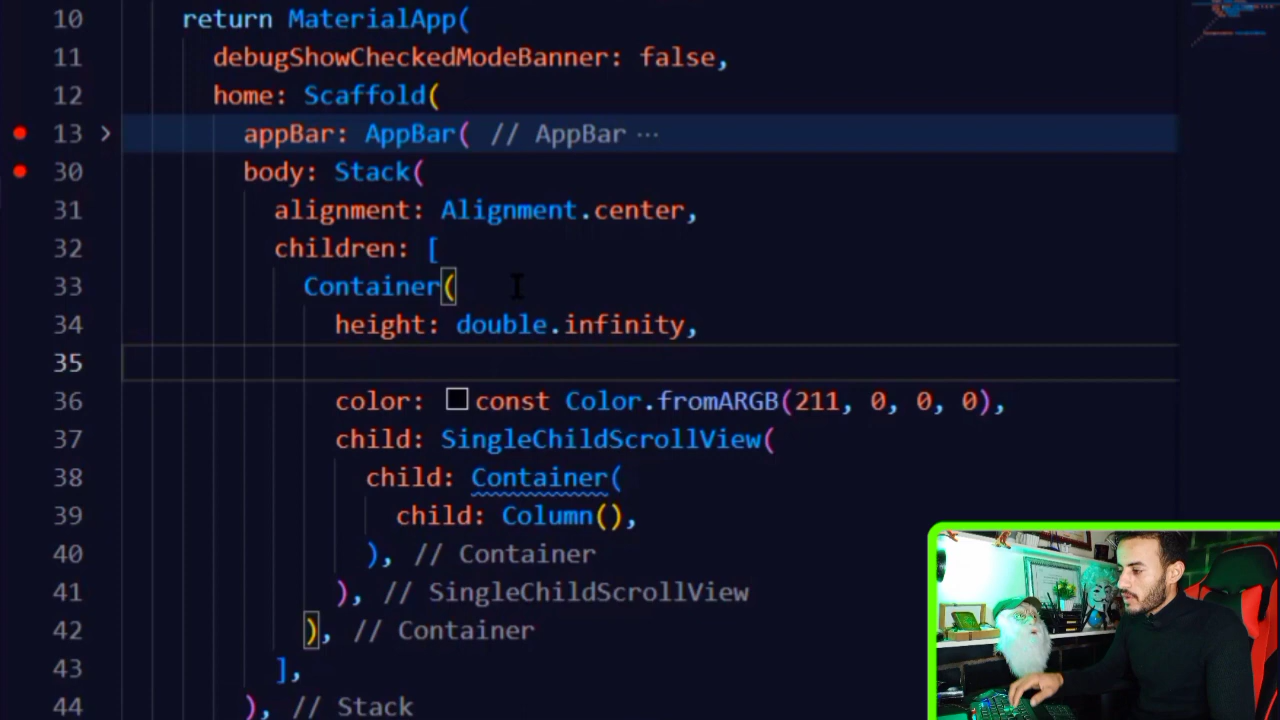 10 return MaterialApp(
11 debugShowCheckedModeBanner: false,
12 home: Scaffold(
13 appBar: AppBar( // AppBar ···
30 body: Stack(
31 alignment: Alignment.center,
32 children: [
33 Container(
34 height: double.infinity,
35
36 color: const Color.fromARGB(211, 0, 0, 0),
37 child: SingleChildScrollView(
38 child: Container(
39 child: Column(),
40 ), // Container
41 ), // SingleChildScrollView
42 ), // Container
43 ],
44 ), // Stack